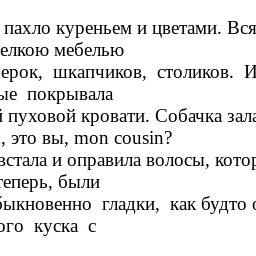 пахло куреньем и цветами. Вся
елкою мебелью
ерок, шкапчиков, столиков. И
ые покрывала
й пуховой кровати. Собачка зала
, это вы, mon cousin?
встала и оправила волосы, котор
теперь, были
быкновенно гладки, как будто о
ого куска с